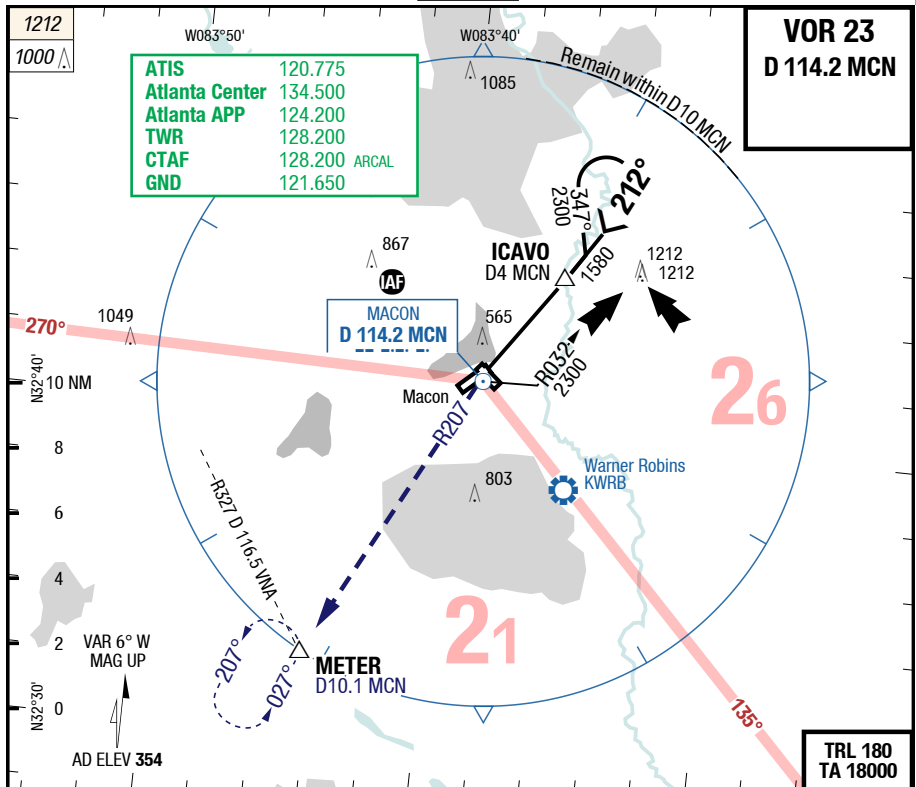 1212
1000
W083°50'
W083°40'
VOR 23
D 114.2 MCN
ATIS 120.775
Atlanta Center 134.500
Atlanta APP 124.200
TWR 128.200
CTAF 128.200 ARCAL
GND 121.650
1085
Remain within D10 MCN
212°
347°
2300
ICAVO
D4 MCN
1580
1212
1212
867
IAF
MACON
D 114.2 MCN
565
1049
270°
R032
2300
N32°40'
10 NM
Macon
26
R207
8
803
Warner Robins
KWRB
6
R327 D 116.5 VNA
4
21
VAR 6° W
MAG UP
2
METER
D10.1 MCN
207°
027°
N32°30'
0
135°
AD ELEV 354
TRL 180
TA 18000